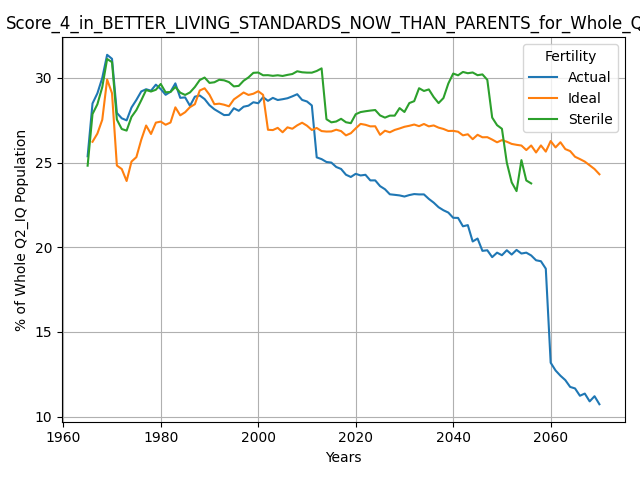 Score_4_in_BETTER_LIVING_STANDARDS_NOW_THAN_PARENTS_for_Whole_Q
Fertility
Actual
Ideal
Sterile
% of Whole Q2_IQ Population
30
25
20
15
10
1960
1980
2000
2020
2040
2060
Years